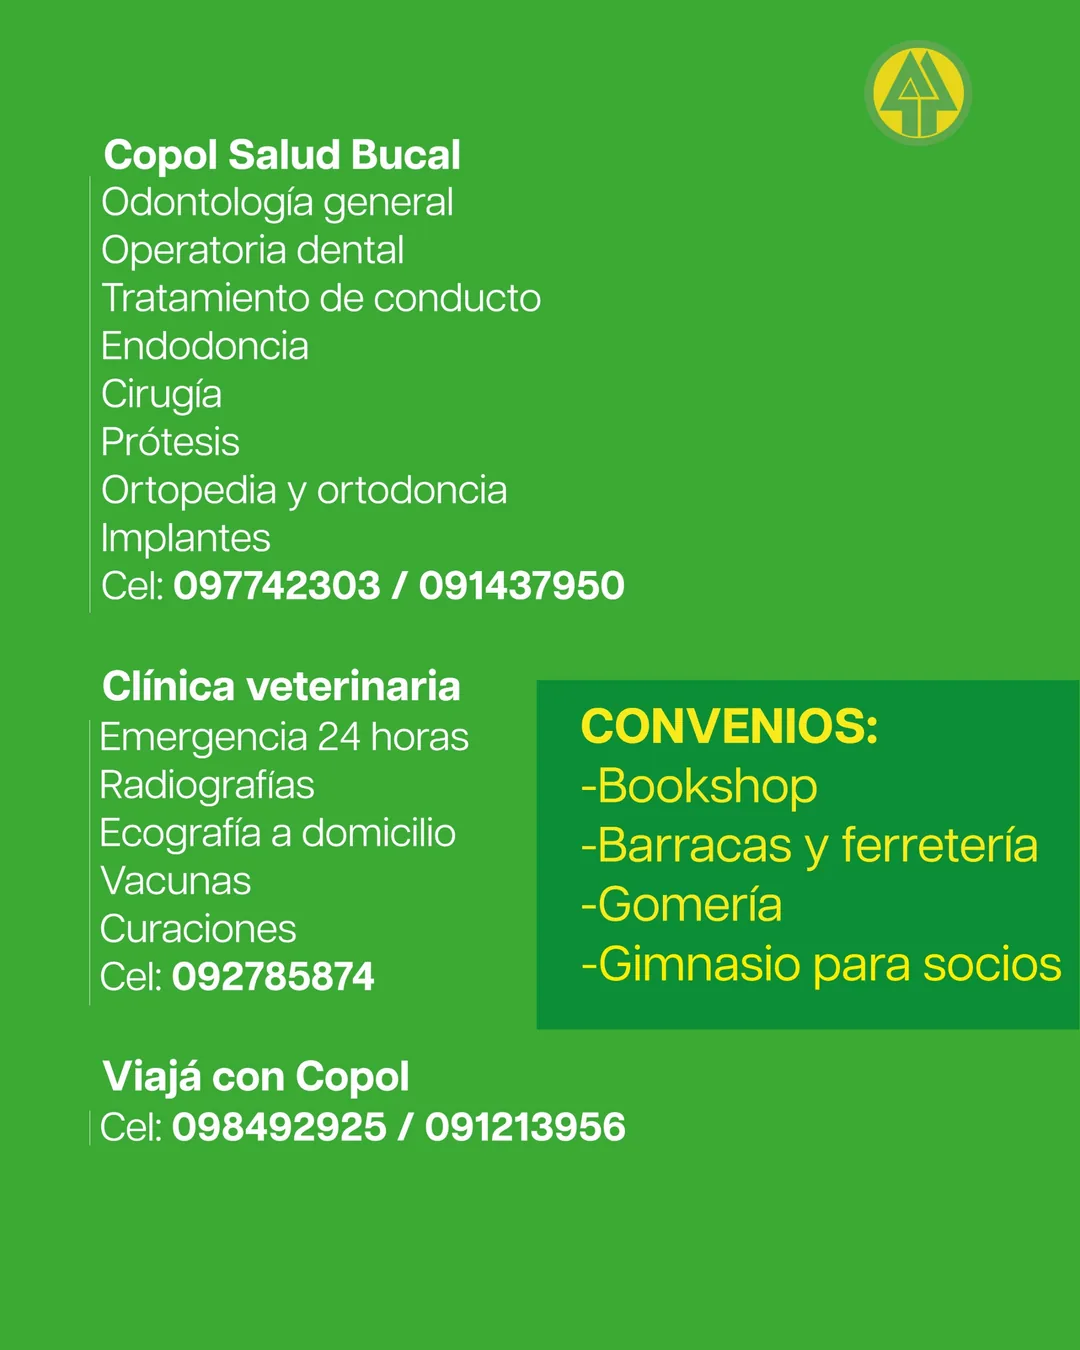 Copol Salud Bucal
Odontología general
Operatoria dental
Tratamiento de conducto
Endodoncia
Cirugía
Prótesis
Ortopedia y ortodoncia
Implantes
Cel: 097742303 / 091437950
Clínica veterinaria
Emergencia 24 horas
Radiografías
Ecografía a domicilio
Vacunas
Curaciones
Cel: 092785874
CONVENIOS:
-Bookshop
-Barracas y ferretería
-Gomería
-Gimnasio para socios
Viajá con Copol
Cel: 098492925 / 091213956